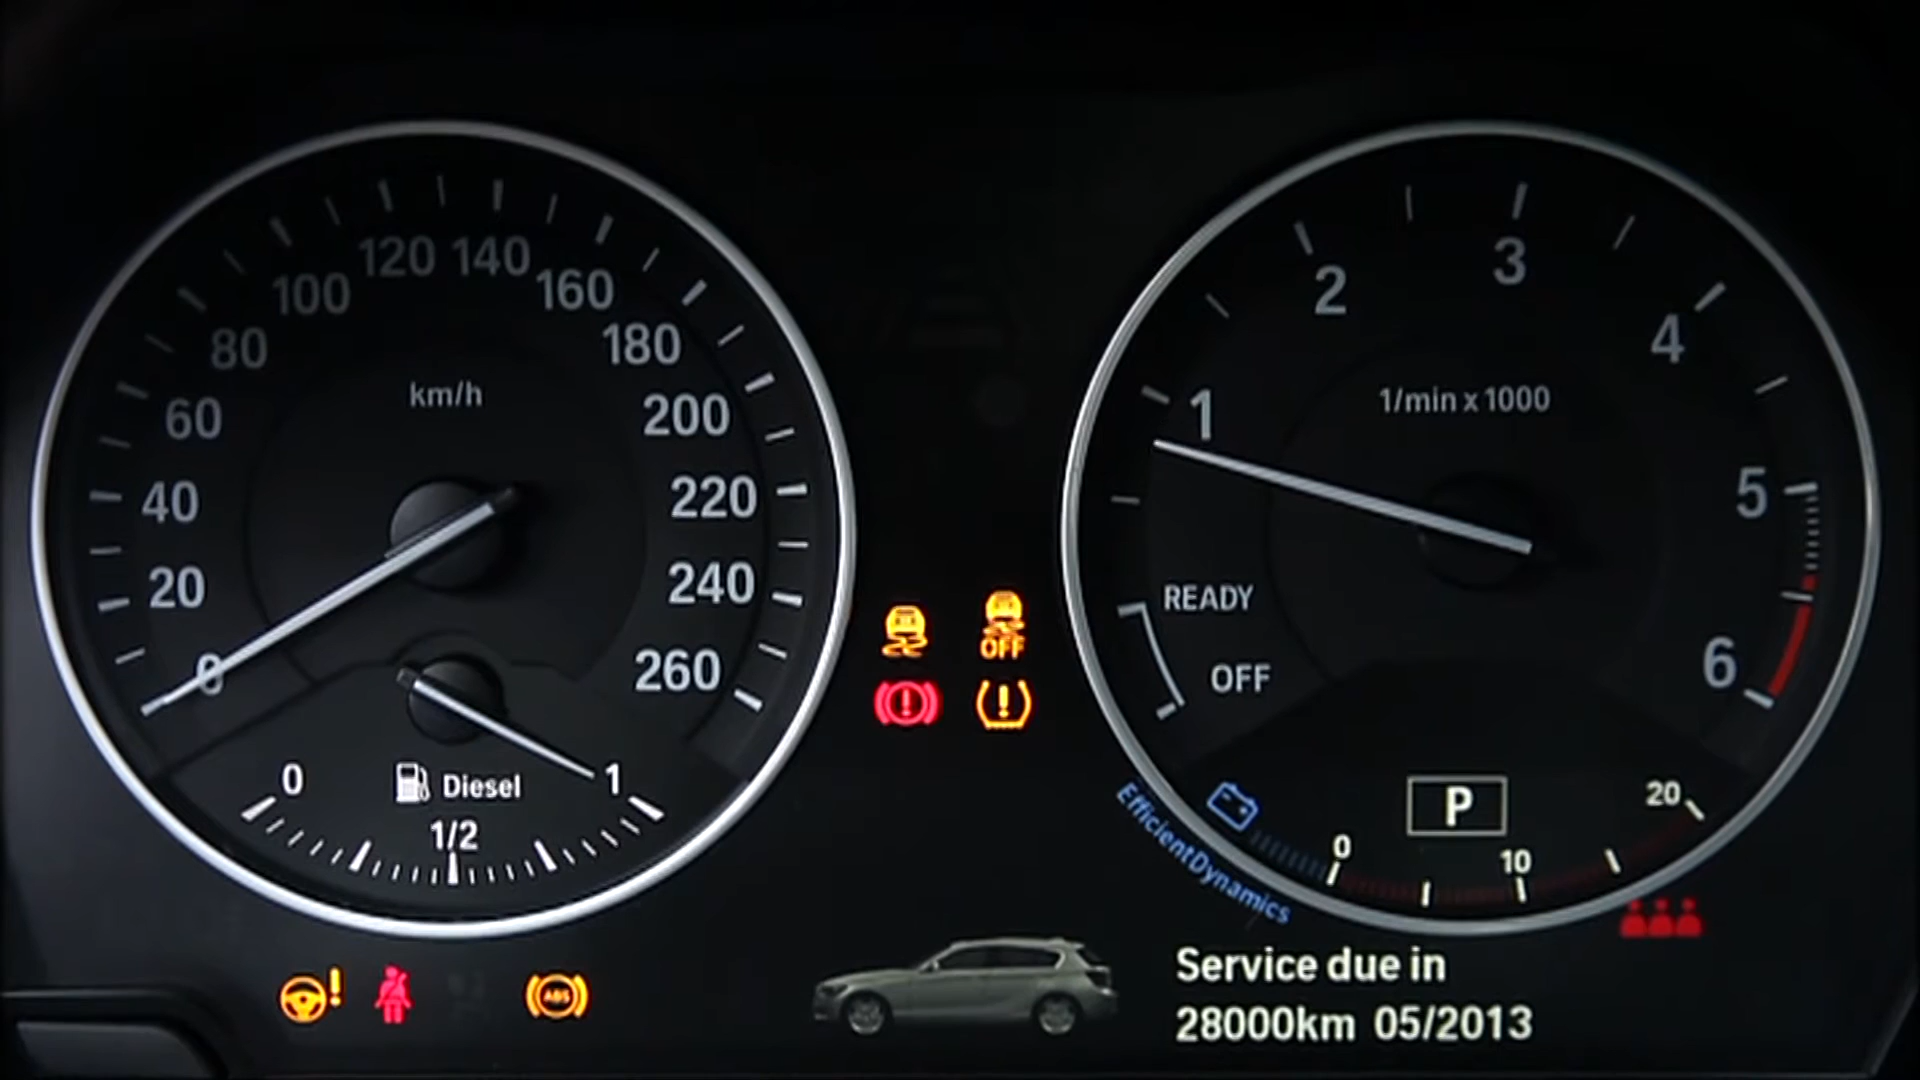 120 140
100 160
80 180
km/h
60 200
40 220
20 240
0 260
0 Diesel 1
1/2
OFF
ABS
3
2
4
1/min x 1000
1
5
READY
OFF
6
P
20
0
10
EfficientDynamics
Service due in
28000km 05/2013